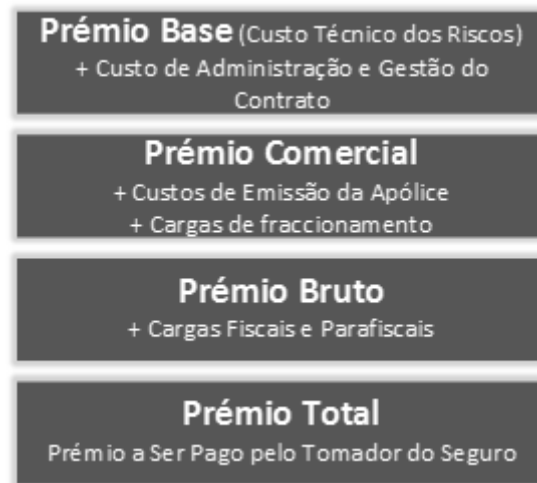 Prémio Base (Custo Técnico dos Riscos)
+ Custo de Administração e Gestão do
Contrato
Prémio Comercial
+ Custos de Emissão da Apólice
+ Cargas de fraccionamento
Prémio Bruto
+ Cargas Fiscais e Parafiscais
Prémio Total
Prémio a Ser Pago pelo Tomador do Seguro